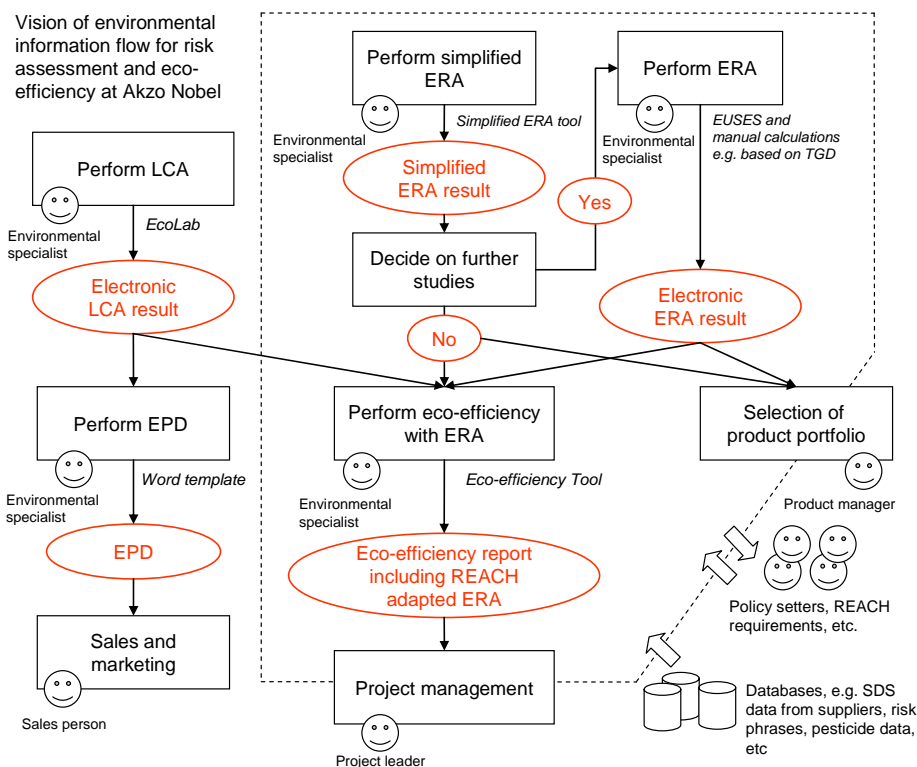 Vision of environmental
information flow for risk
assessment and eco-
efficiency at Akzo Nobel
Perform simplified
ERA
Environmental
specialist
Simplified ERA tool
Simplified
ERA result
Perform ERA
Environmental
specialist
EUSES and
manual calculations
e.g. based on TGD
Yes
Perform LCA
Environmental
specialist
EcoLab
Electronic
LCA result
Decide on further
studies
Electronic
ERA result
No
Perform EPD
Environmental
specialist
Word template
EPD
Sales and
marketing
Sales person
Perform eco-efficiency
with ERA
Environmental
specialist
Eco-efficiency Tool
Eco-efficiency report
including REACH
adapted ERA
Project management
Project leader
Selection of
product portfolio
Product manager
Policy setters, REACH
requirements, etc.
Databases, e.g. SDS
data from suppliers, risk
phrases, pesticide data,
etc